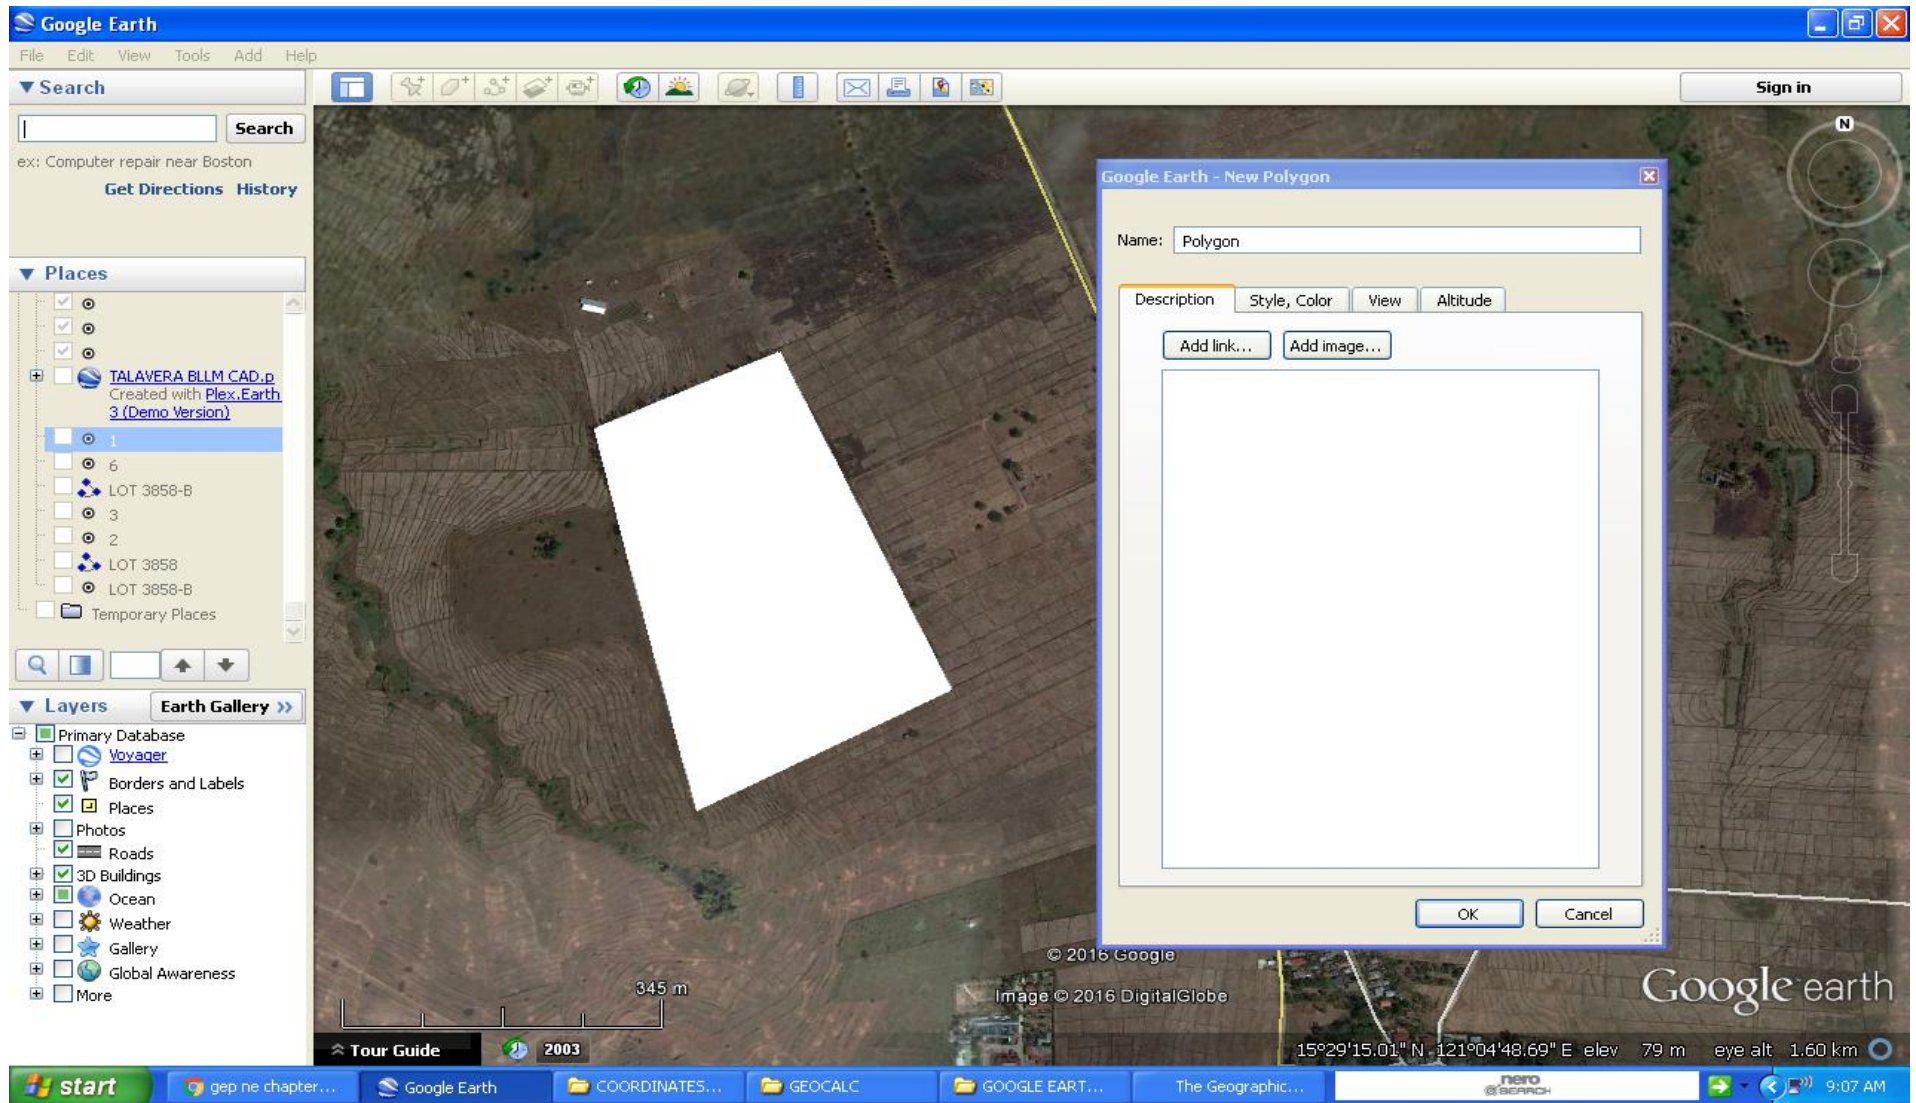 Google Earth
File Edit View Tools Add Help
Search
Sign in
Search
ex: Computer repair near Boston
Get Directions History
Places
TALAVERA BLLM CAD.p
Created with Plex.Earth
3 (Demo Version)
1
6
LOT 3858-B
3
2
LOT 3858
LOT 3858-B
Temporary Places
Layers
Earth Gallery >>
Primary Database
Voyager
Borders and Labels
Places
Photos
Roads
3D Buildings
Ocean
Weather
Gallery
Global Awareness
More
N
Google Earth - New Polygon
Name: Polygon
Description Style, Color View Altitude
Add link... Add image...
OK Cancel
© 2016 Google
345 m
Image © 2016 DigitalGlobe
Google earth
Tour Guide
2003
15°29'15.01" N 121°04'48.69" E elev 79 m eye alt 1.60 km
start
gep ne chapter...
Google Earth
COORDINATES...
GEOCALC
GOOGLE EART...
The Geographic...
nero
SEARCH
9:07 AM